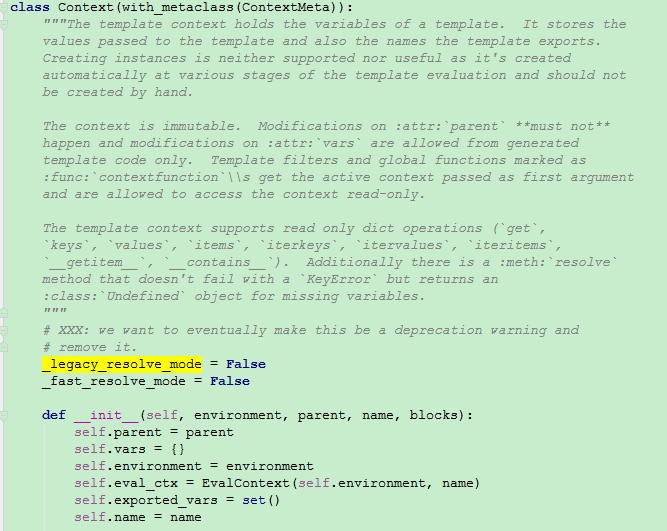 class Context(with_metaclass(ContextMeta)):
    """The template context holds the variables of a template.  It stores the
    values passed to the template and also the names the template exports.
    Creating instances is neither supported nor useful as it's created
    automatically at various stages of the template evaluation and should not
    be created by hand.

    The context is immutable.  Modifications on :attr:`parent` **must not**
    happen and modifications on :attr:`vars` are allowed from generated
    template code only.  Template filters and global functions marked as
    :func:`contextfunction`\\s get the active context passed as first argument
    and are allowed to access the context read-only.

    The template context supports read only dict operations (`get`,
    `keys`, `values`, `items`, `iterkeys`, `itervalues`, `iteritems`,
    `__getitem__`, `__contains__`).  Additionally there is a :meth:`resolve`
    method that doesn't fail with a `KeyError` but returns an
    :class:`Undefined` object for missing variables.
    """
    # XXX: we want to eventually make this be a deprecation warning and
    # remove it.
    _legacy_resolve_mode = False
    _fast_resolve_mode = False

    def __init__(self, environment, parent, name, blocks):
        self.parent = parent
        self.vars = {}
        self.environment = environment
        self.eval_ctx = EvalContext(self.environment, name)
        self.exported_vars = set()
        self.name = name